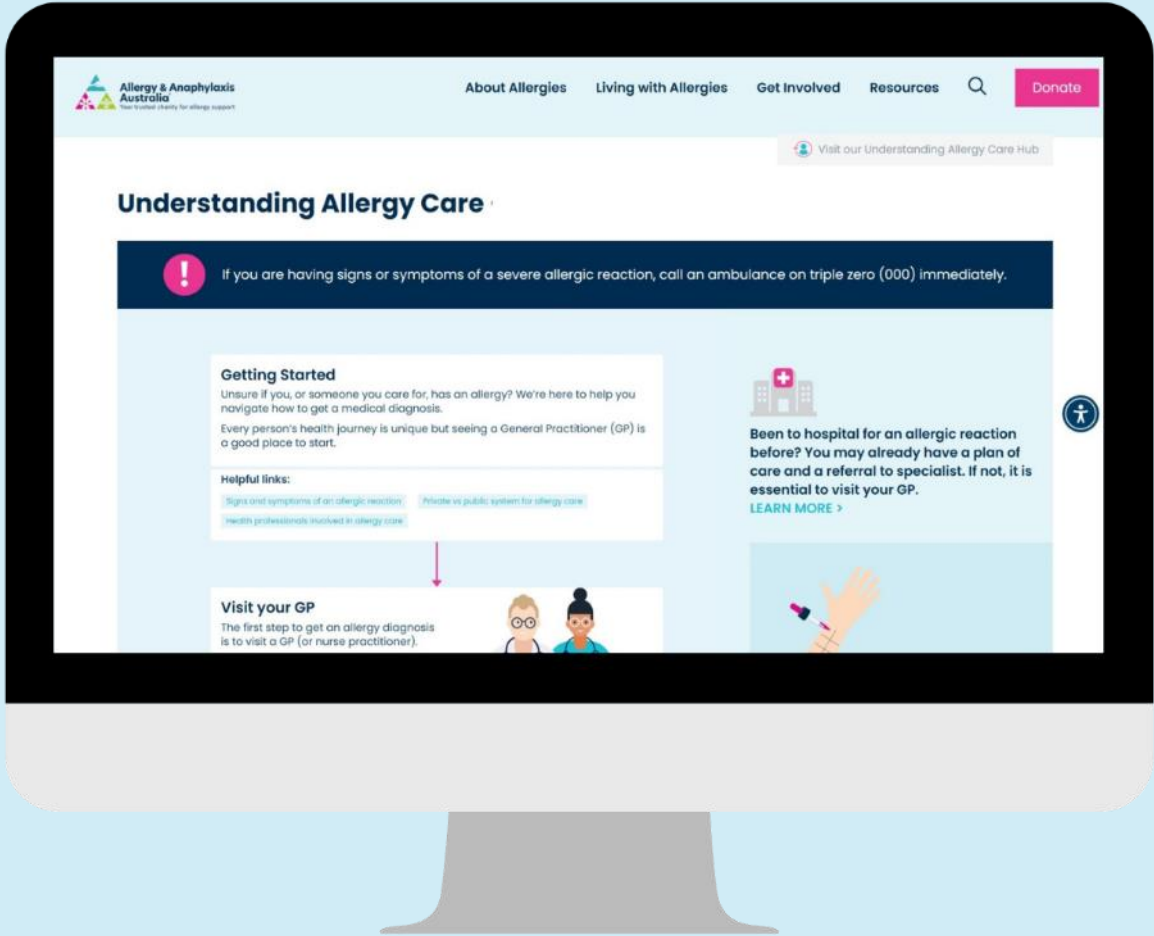 Allergy & Anaphylaxis
Australia
Your trusted charity for allergy support
About Allergies
Living with Allergies
Get Involved
Resources
Donate
Visit our Understanding Allergy Care Hub
Understanding Allergy Care
! If you are having signs or symptoms of a severe allergic reaction, call an ambulance on triple zero (000) immediately.
Getting Started
Unsure if you, or someone you care for, has an allergy? We're here to help you
navigate how to get a medical diagnosis.
Every person's health journey is unique but seeing a General Practitioner (GP) is
a good place to start.
Helpful links:
Signs and symptoms of an allergic reaction
Private vs public system for allergy care
Health professionals involved in allergy care
Visit your GP
The first step to get an allergy diagnosis
is to visit a GP (or nurse practitioner).
Been to hospital for an allergic reaction
before? You may already have a plan of
care and a referral to specialist. If not, it is
essential to visit your GP.
LEARN MORE >